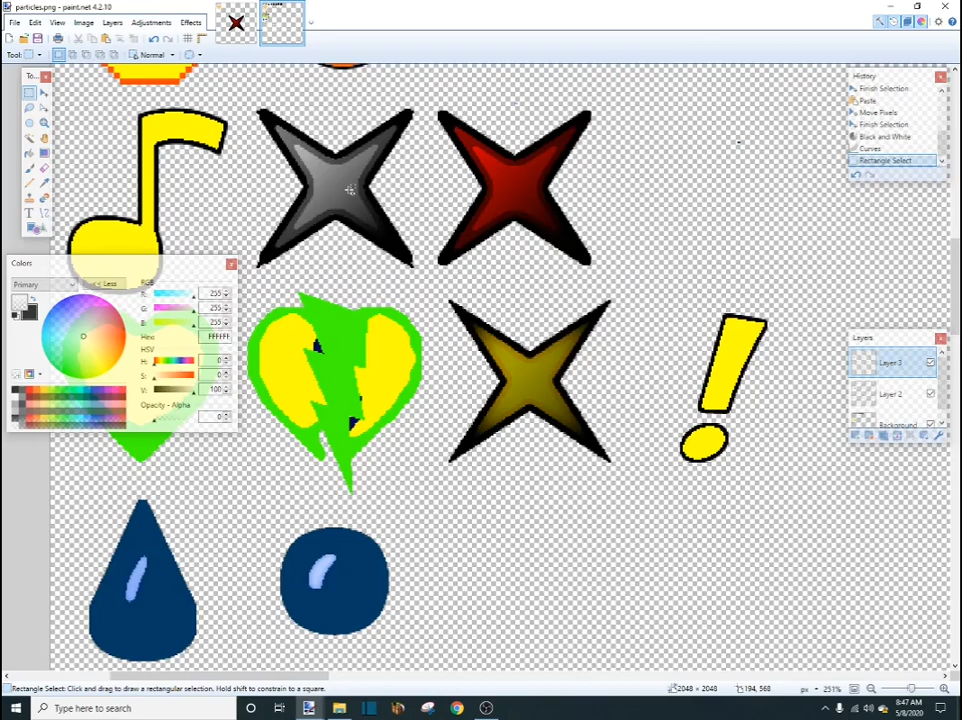 particles.png - paint.net 4.2.10
File Edit View Image Layers Adjustments Effects
Tool:
Normal
To...
History
Finish Selection
Paste
Move Pixels
Finish Selection
Black and White
Curves
Rectangle Select
Colors
Primary
<< Less
RGB
R: 255
G: 255
B: 255
Hex: FFFFFF
HSV
H: 0
S: 0
V: 100
Opacity - Alpha
0
Layers
Layer 3
Layer 2
Background
Rectangle Select: Click and drag to draw a rectangular selection. Hold shift to constrain to a square.
2048 × 2048
194, 568
px
251%
Type here to search
8:47 AM
5/8/2020